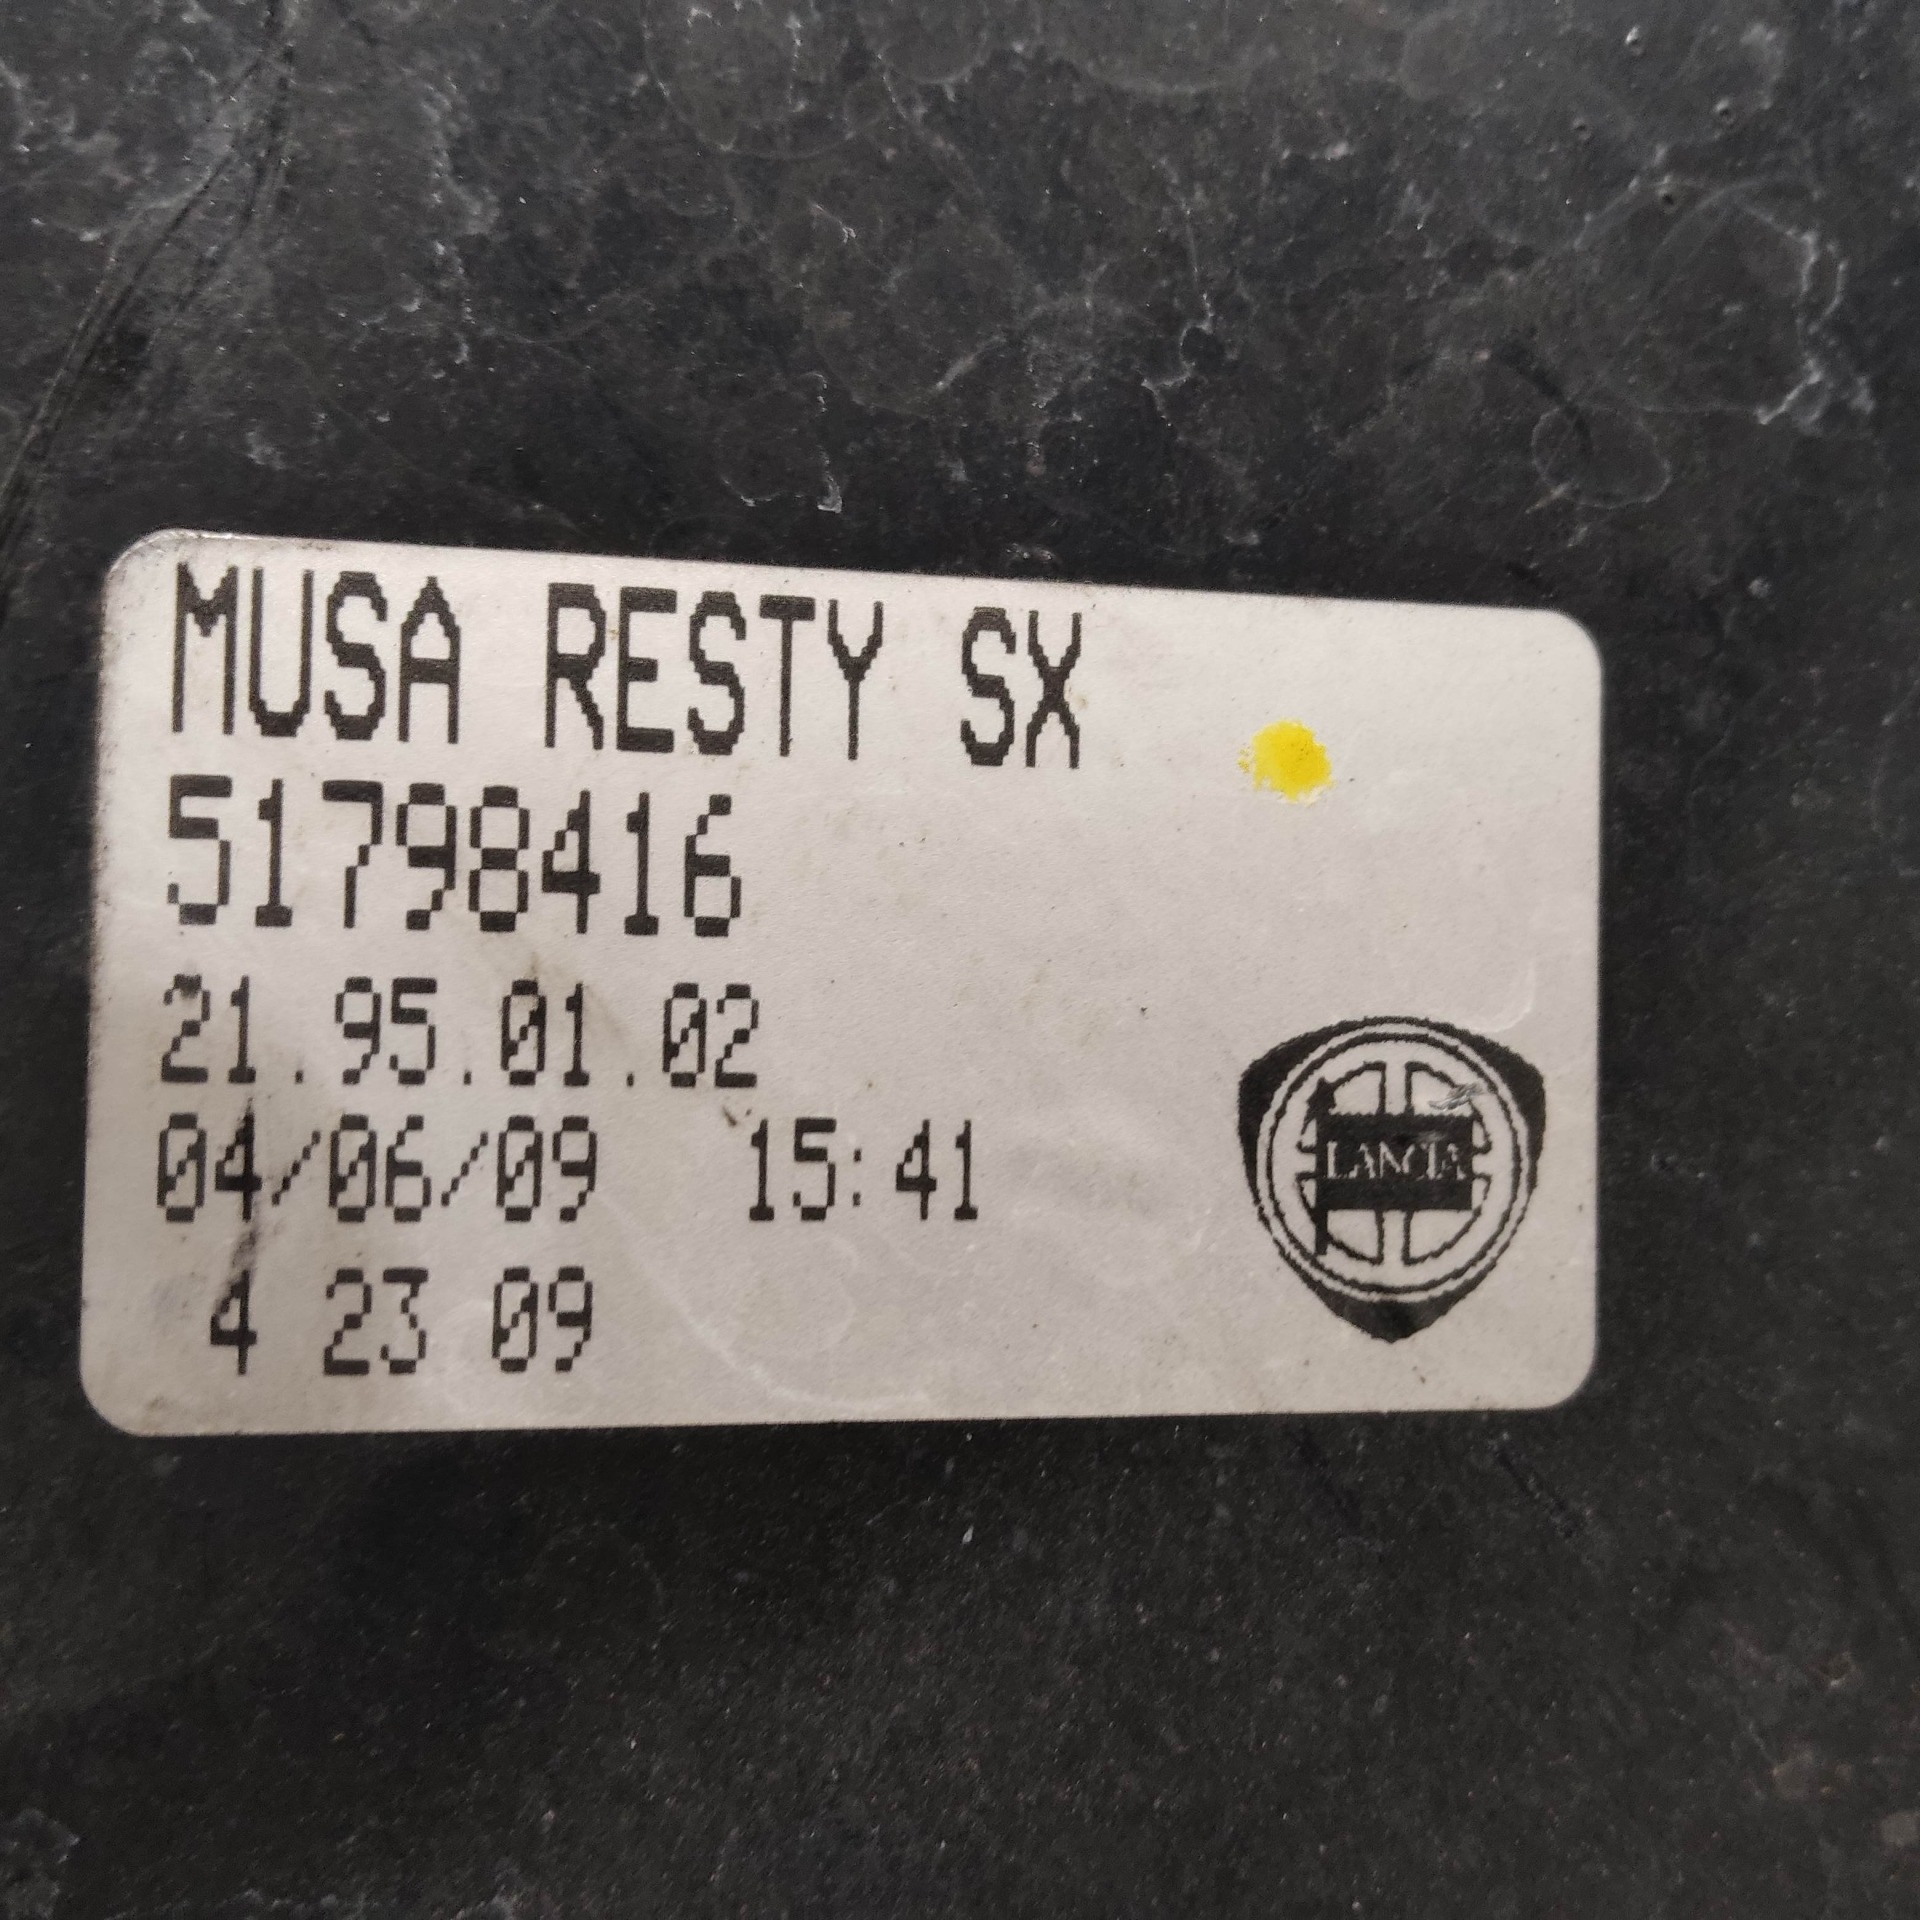 MUSA RESTY SX
51798416
21.95.01.02
04/06/09 15:41
4 23 09
LANCIA